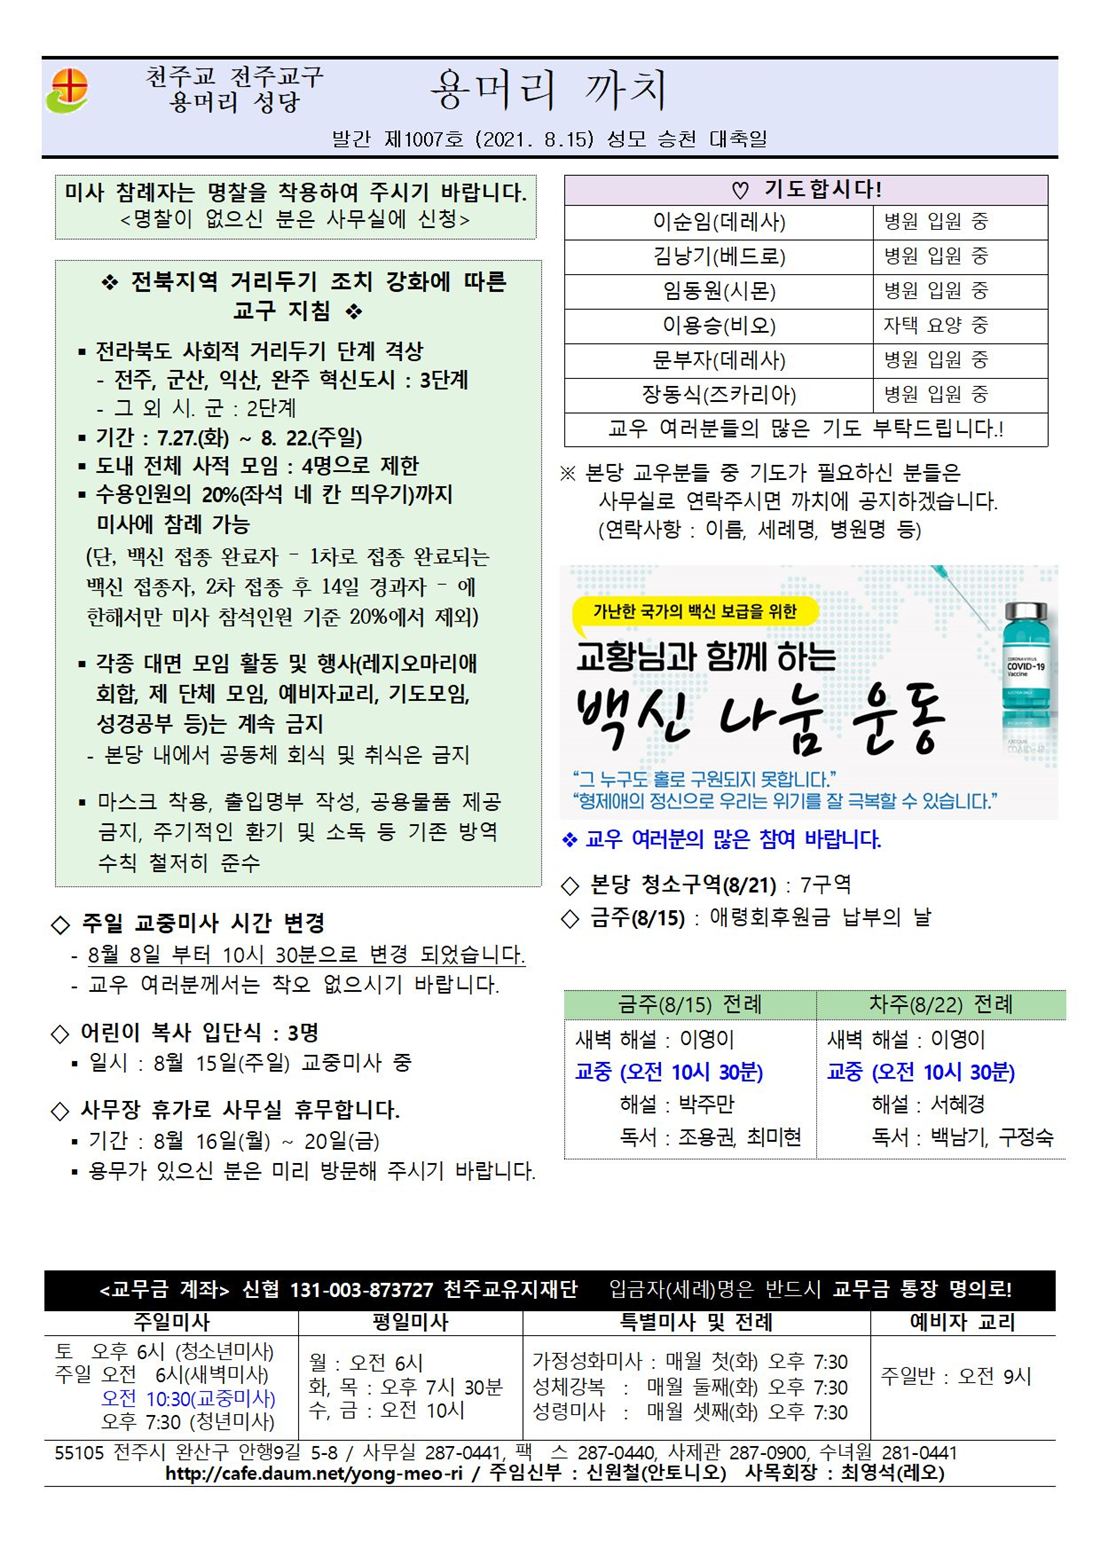 천주교 전주교구
용머리 성당
용머리 까치
발간 제1007호 (2021. 8.15) 성모 승천 대축일
미사 참례자는 명찰을 착용하여 주시기 바랍니다.
<명찰이 없으신 분은 사무실에 신청>
❖ 전북지역 거리두기 조치 강화에 따른
교구 지침 ❖
▪ 전라북도 사회적 거리두기 단계 격상
- 전주, 군산, 익산, 완주 혁신도시 : 3단계
- 그 외 시. 군 : 2단계
▪ 기간 : 7.27.(화) ~ 8. 22.(주일)
▪ 도내 전체 사적 모임 : 4명으로 제한
▪ 수용인원의 20%(좌석 네 칸 띄우기)까지
미사에 참례 가능
(단, 백신 접종 완료자 - 1차로 접종 완료되는
백신 접종자, 2차 접종 후 14일 경과자 - 에
한해서만 미사 참석인원 기준 20%에서 제외)
▪ 각종 대면 모임 활동 및 행사(레지오마리애
회합, 제 단체 모임, 예비자교리, 기도모임,
성경공부 등)는 계속 금지
- 본당 내에서 공동체 회식 및 취식은 금지
▪ 마스크 착용, 출입명부 작성, 공용물품 제공
금지, 주기적인 환기 및 소독 등 기존 방역
수칙 철저히 준수
◇ 주일 교중미사 시간 변경
- 8월 8일 부터 10시 30분으로 변경 되었습니다.
- 교우 여러분께서는 착오 없으시기 바랍니다.
◇ 어린이 복사 입단식 : 3명
▪ 일시 : 8월 15일(주일) 교중미사 중
◇ 사무장 휴가로 사무실 휴무합니다.
▪ 기간 : 8월 16일(월) ~ 20일(금)
▪ 용무가 있으신 분은 미리 방문해 주시기 바랍니다.
♡ 기도합시다!
이순임(데레사) 병원 입원 중
김낭기(베드로) 병원 입원 중
임동원(시몬) 병원 입원 중
이용승(비오) 자택 요양 중
문부자(데레사) 병원 입원 중
장동식(즈카리아) 병원 입원 중
교우 여러분들의 많은 기도 부탁드립니다.!
※ 본당 교우분들 중 기도가 필요하신 분들은
사무실로 연락주시면 까치에 공지하겠습니다.
(연락사항 : 이름, 세례명, 병원명 등)
가난한 국가의 백신 보급을 위한
교황님과 함께 하는
백신 나눔 운동
CORONAVIRUS
COVID-19
Vaccine
“그 누구도 홀로 구원되지 못합니다.”
“형제애의 정신으로 우리는 위기를 잘 극복할 수 있습니다.”
❖ 교우 여러분의 많은 참여 바랍니다.
◇ 본당 청소구역(8/21) : 7구역
◇ 금주(8/15) : 애령회후원금 납부의 날
금주(8/15) 전례 차주(8/22) 전례
새벽 해설 : 이영이 새벽 해설 : 이영이
교중 (오전 10시 30분) 교중 (오전 10시 30분)
해설 : 박주만 해설 : 서혜경
독서 : 조용권, 최미현 독서 : 백남기, 구정숙
<교무금 계좌> 신협 131-003-873727 천주교유지재단 입금자(세례)명은 반드시 교무금 통장 명의로!
주일미사 평일미사 특별미사 및 전례 예비자 교리
토 오후 6시 (청소년미사)
주일 오전 6시(새벽미사)
오전 10:30(교중미사)
오후 7:30 (청년미사)
월 : 오전 6시
화, 목 : 오후 7시 30분
수, 금 : 오전 10시
가정성화미사 : 매월 첫(화) 오후 7:30
성체강복 : 매월 둘째(화) 오후 7:30
성령미사 : 매월 셋째(화) 오후 7:30
주일반 : 오전 9시
55105 전주시 완산구 안행9길 5-8 / 사무실 287-0441, 팩 스 287-0440, 사제관 287-0900, 수녀원 281-0441
http://cafe.daum.net/yong-meo-ri / 주임신부 : 신원철(안토니오) 사목회장 : 최영석(레오)